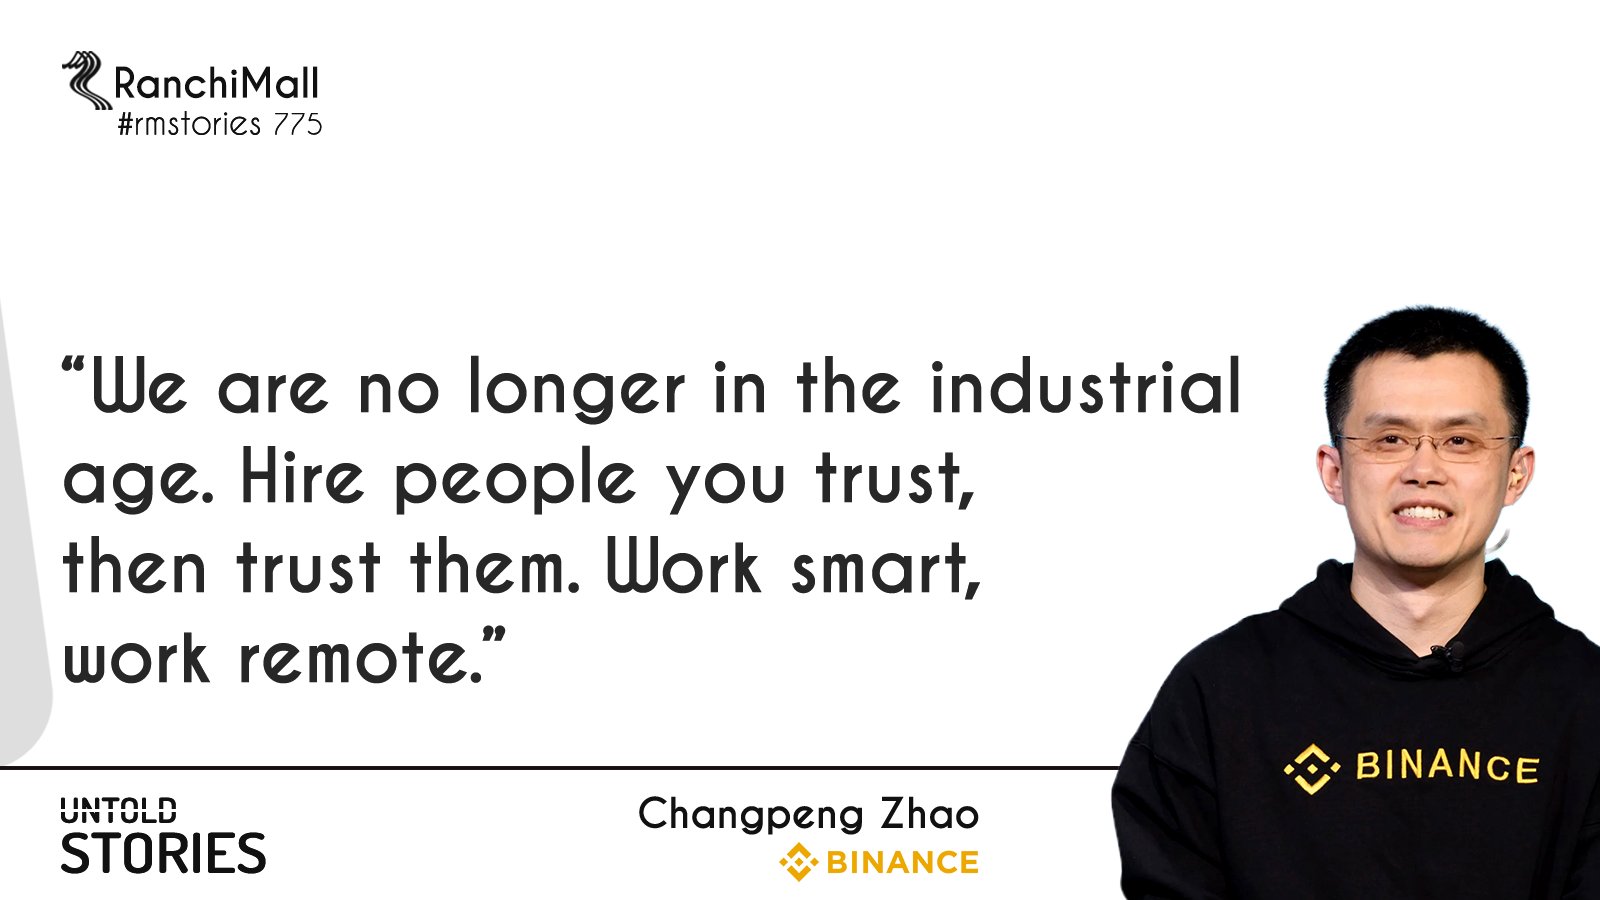 RanchiMall
#rmstories 775
“We are no longer in the industrial
age. Hire people you trust,
then trust them. Work smart,
work remote.”
BINANCE
UNTOLD
STORIES
Changpeng Zhao
BINANCE